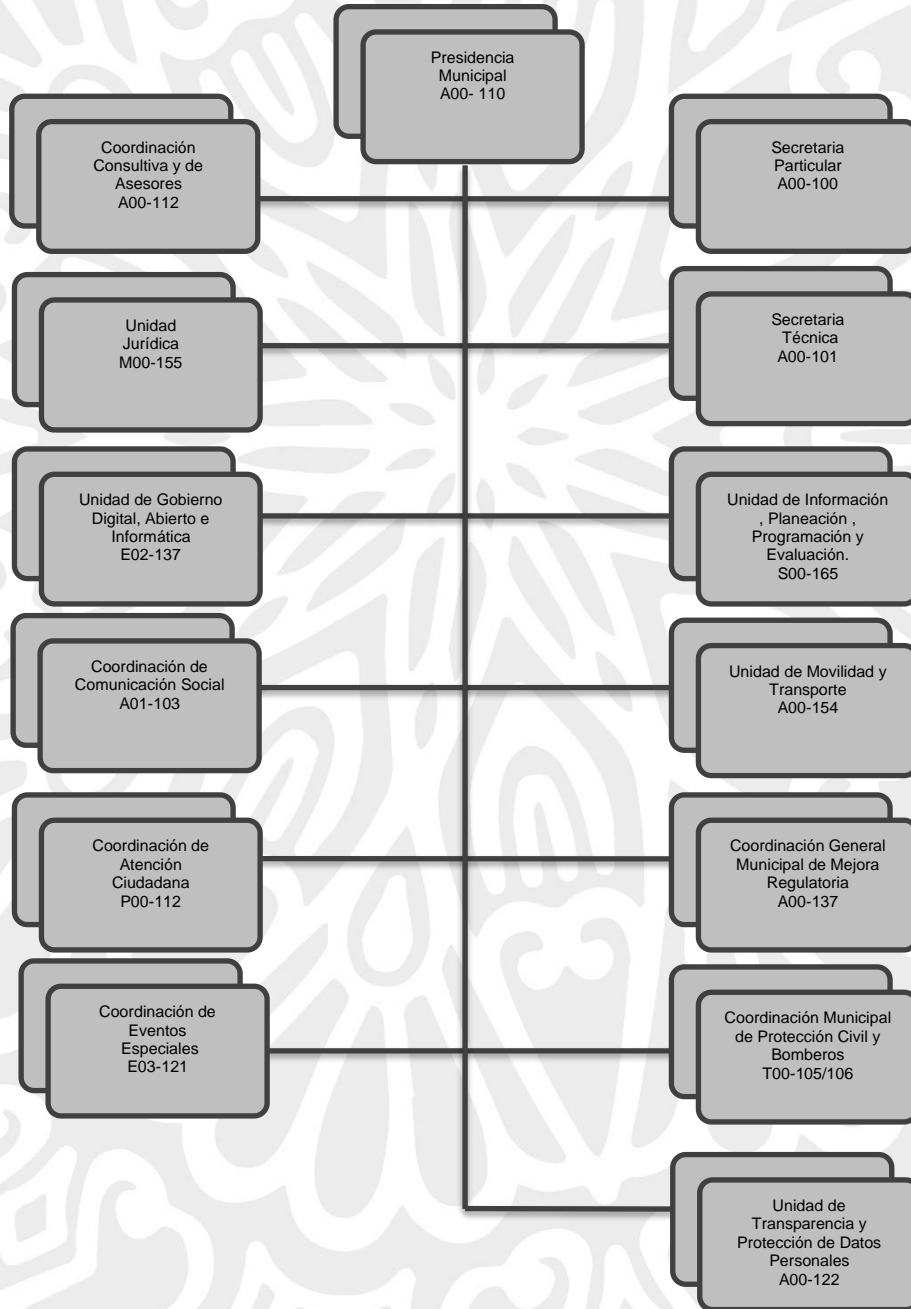 Presidencia
Municipal
A00- 110
Coordinación
Consultiva y de
Asesores
A00-112
Secretaria
Particular
A00-100
Unidad
Jurídica
M00-155
Secretaria
Técnica
A00-101
Unidad de Gobierno
Digital, Abierto e
Informática
E02-137
Unidad de Información
, Planeación ,
Programación y
Evaluación.
S00-165
Coordinación de
Comunicación Social
A01-103
Unidad de Movilidad y
Transporte
A00-154
Coordinación de
Atención
Ciudadana
P00-112
Coordinación General
Municipal de Mejora
Regulatoria
A00-137
Coordinación de
Eventos
Especiales
E03-121
Coordinación Municipal
de Protección Civil y
Bomberos
T00-105/106
Unidad de
Transparencia y
Protección de Datos
Personales
A00-122